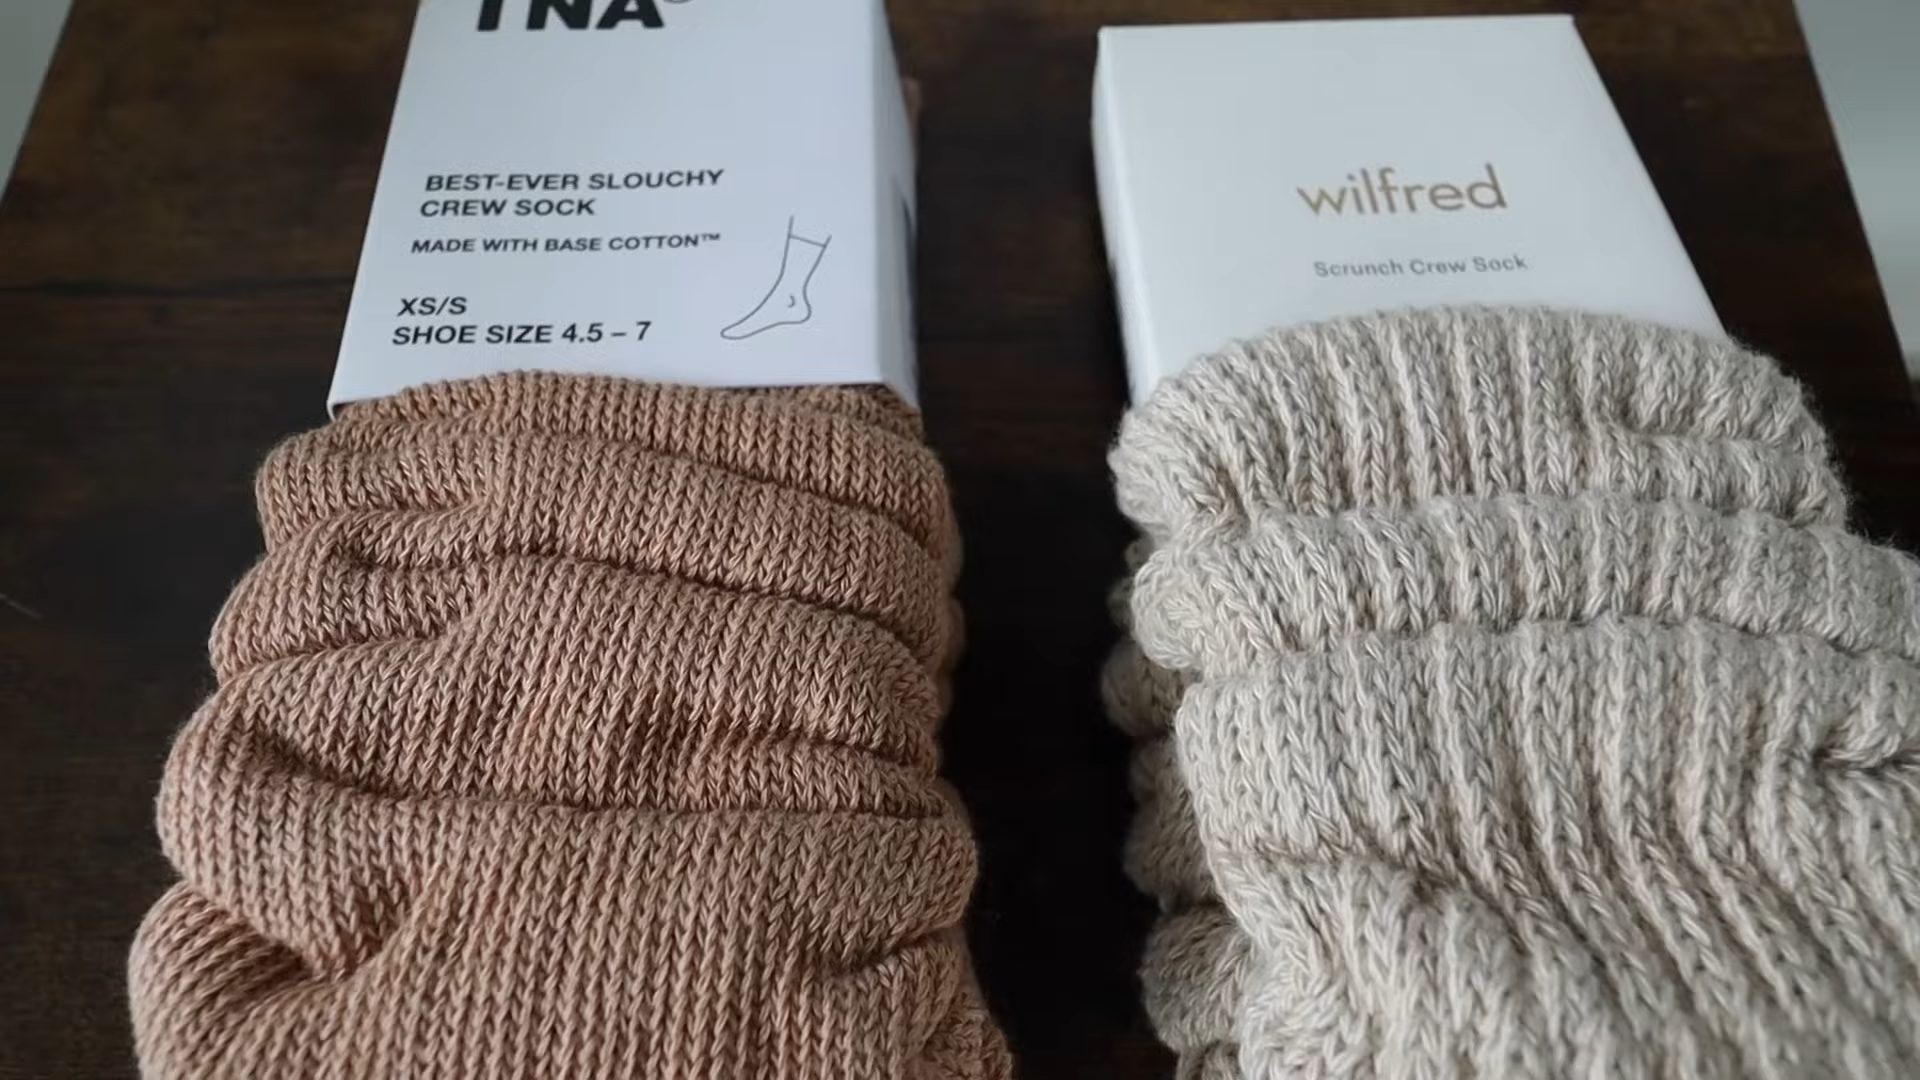 TNA®
BEST-EVER SLOUCHY
CREW SOCK
MADE WITH BASE COTTON™
XS/S
SHOE SIZE 4.5 – 7
wilfred
Scrunch Crew Sock